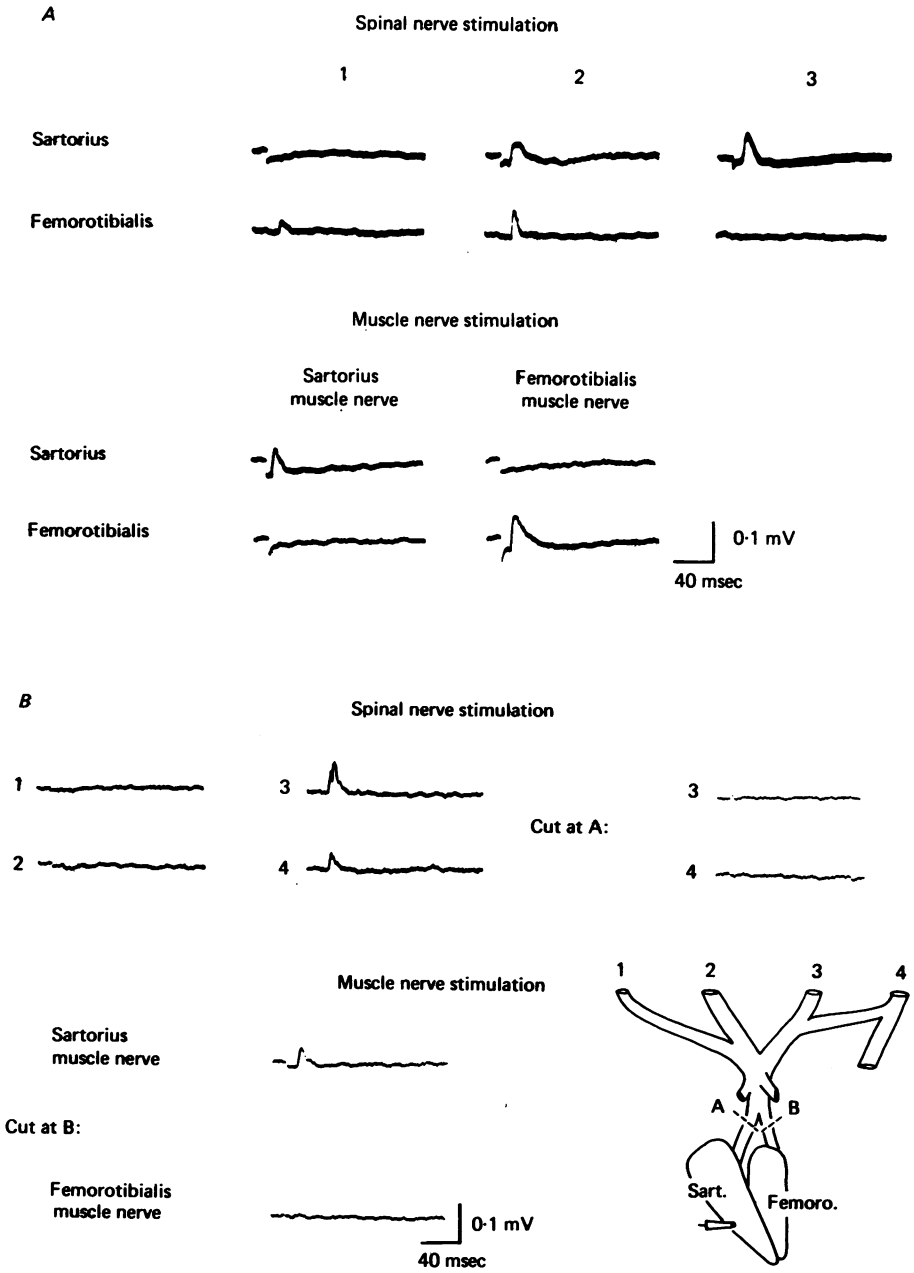 A
Spinal nerve stimulation
1 2 3
Sartorius
Femorotibialis
Muscle nerve stimulation
Sartorius
muscle nerve
Femorotibialis
muscle nerve
Sartorius
Femorotibialis
0·1 mV
40 msec
B
Spinal nerve stimulation
1 3 3
Cut at A:
2 4 4
Muscle nerve stimulation
Sartorius
muscle nerve
Cut at B:
Femorotibialis
muscle nerve
0·1 mV
40 msec
1 2 3 4
A B
Sart.
Femoro.